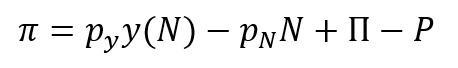 π = p_y y(N) − p_N N + Π − P